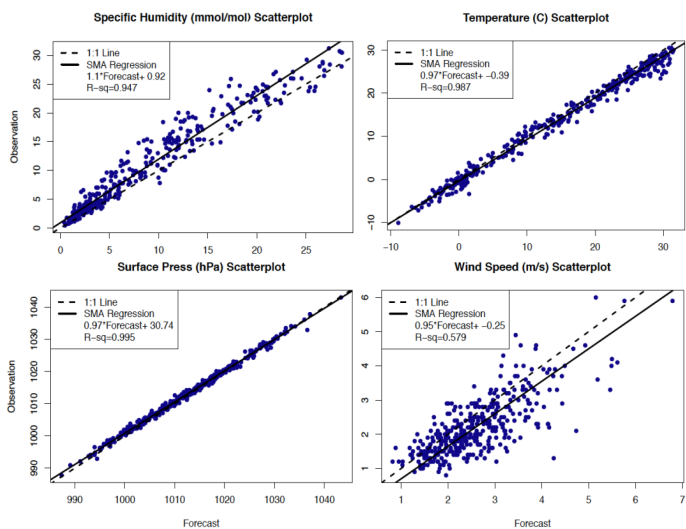 Specific Humidity (mmol/mol) Scatterplot
1:1 Line
SMA Regression
1.1*Forecast+ 0.92
R−sq=0.947
Observation
0 5 10 15 20 25 30
0 5 10 15 20 25
Temperature (C) Scatterplot
1:1 Line
SMA Regression
0.97*Forecast+ −0.39
R−sq=0.987
−10 0 10 20 30
−10 0 10 20 30
Surface Press (hPa) Scatterplot
1:1 Line
SMA Regression
0.97*Forecast+ 30.74
R−sq=0.995
Observation
990 1000 1010 1020 1040
990 1000 1010 1020 1030 1040
Forecast
Wind Speed (m/s) Scatterplot
1:1 Line
SMA Regression
0.95*Forecast+ −0.25
R−sq=0.579
1 2 3 4 5 6
1 2 3 4 5 6 7
Forecast